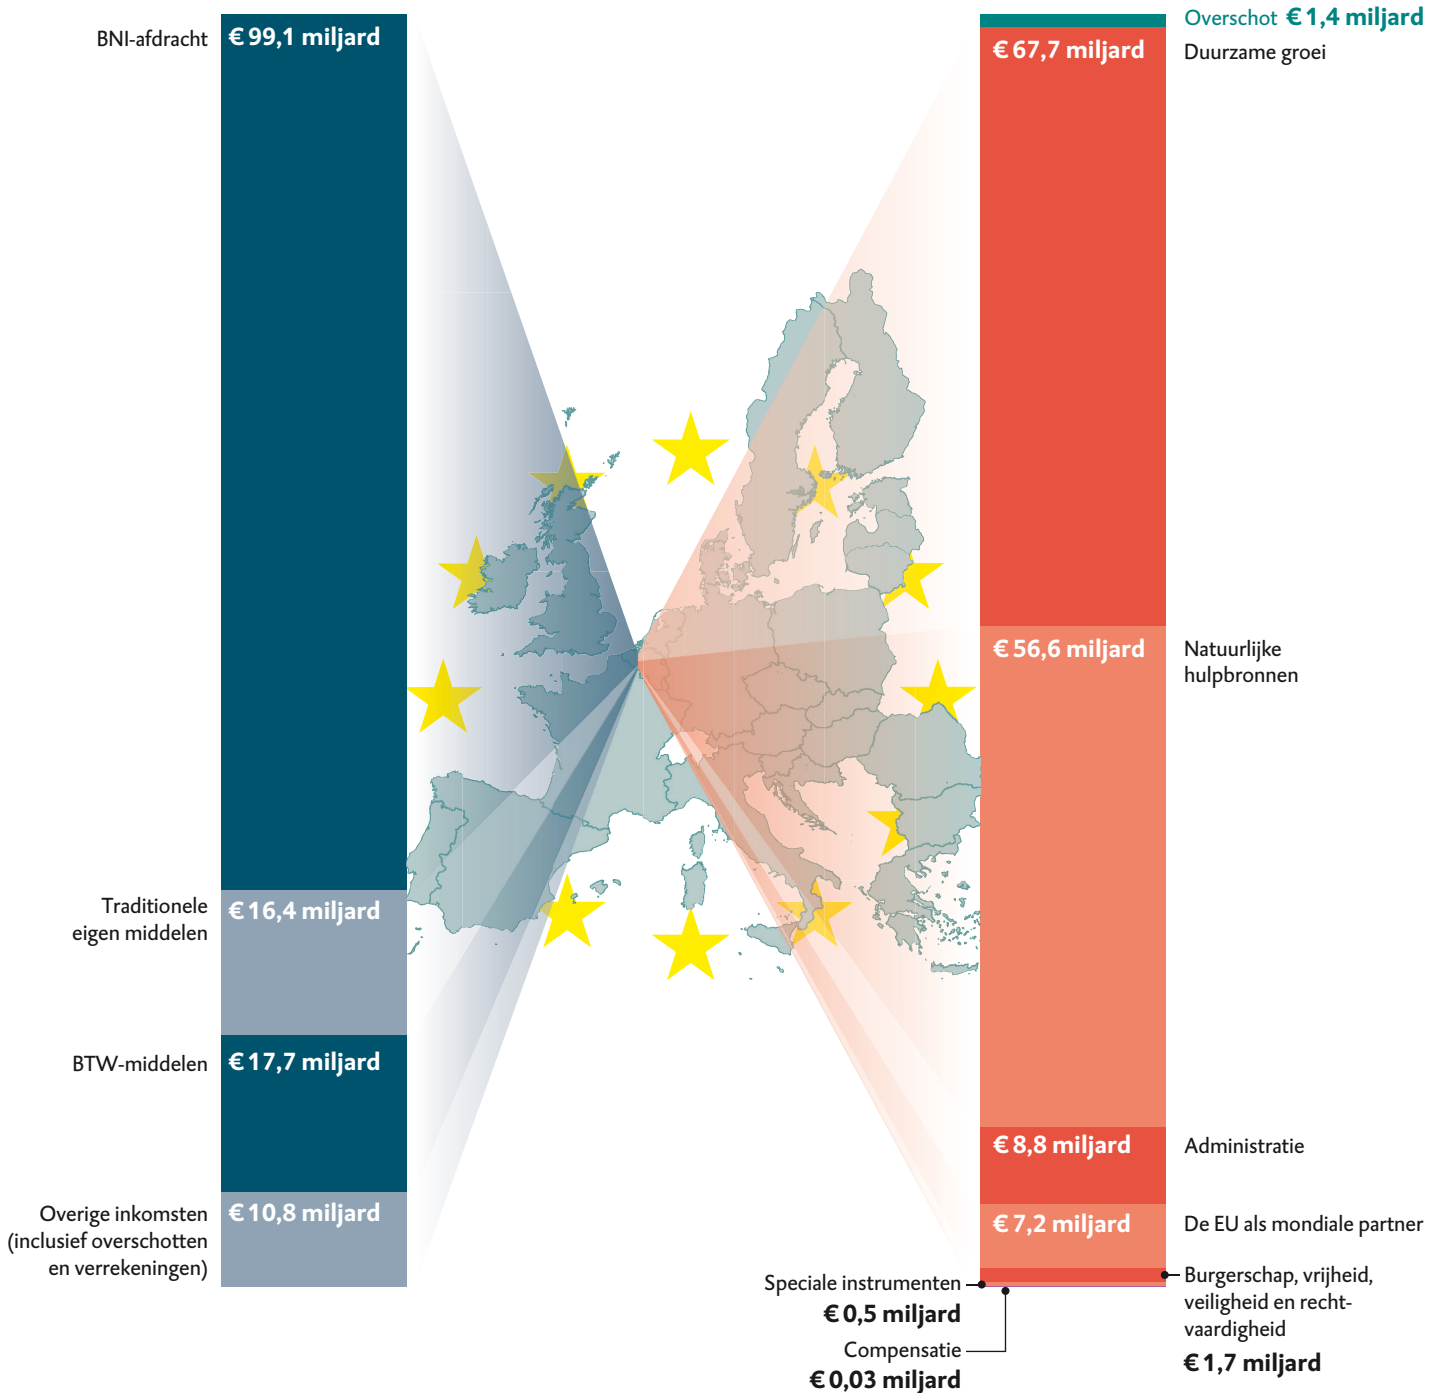 BNI-afdracht
€ 99,1 miljard
Traditionele
eigen middelen
€ 16,4 miljard
BTW-middelen
€ 17,7 miljard
Overige inkomsten
(inclusief overschotten
en verrekeningen)
€ 10,8 miljard
Overschot € 1,4 miljard
€ 67,7 miljard
Duurzame groei
€ 56,6 miljard
Natuurlijke
hulpbronnen
€ 8,8 miljard
Administratie
€ 7,2 miljard
De EU als mondiale partner
Burgerschap, vrijheid,
veiligheid en recht-
vaardigheid
€ 1,7 miljard
Speciale instrumenten
€ 0,5 miljard
Compensatie
€ 0,03 miljard